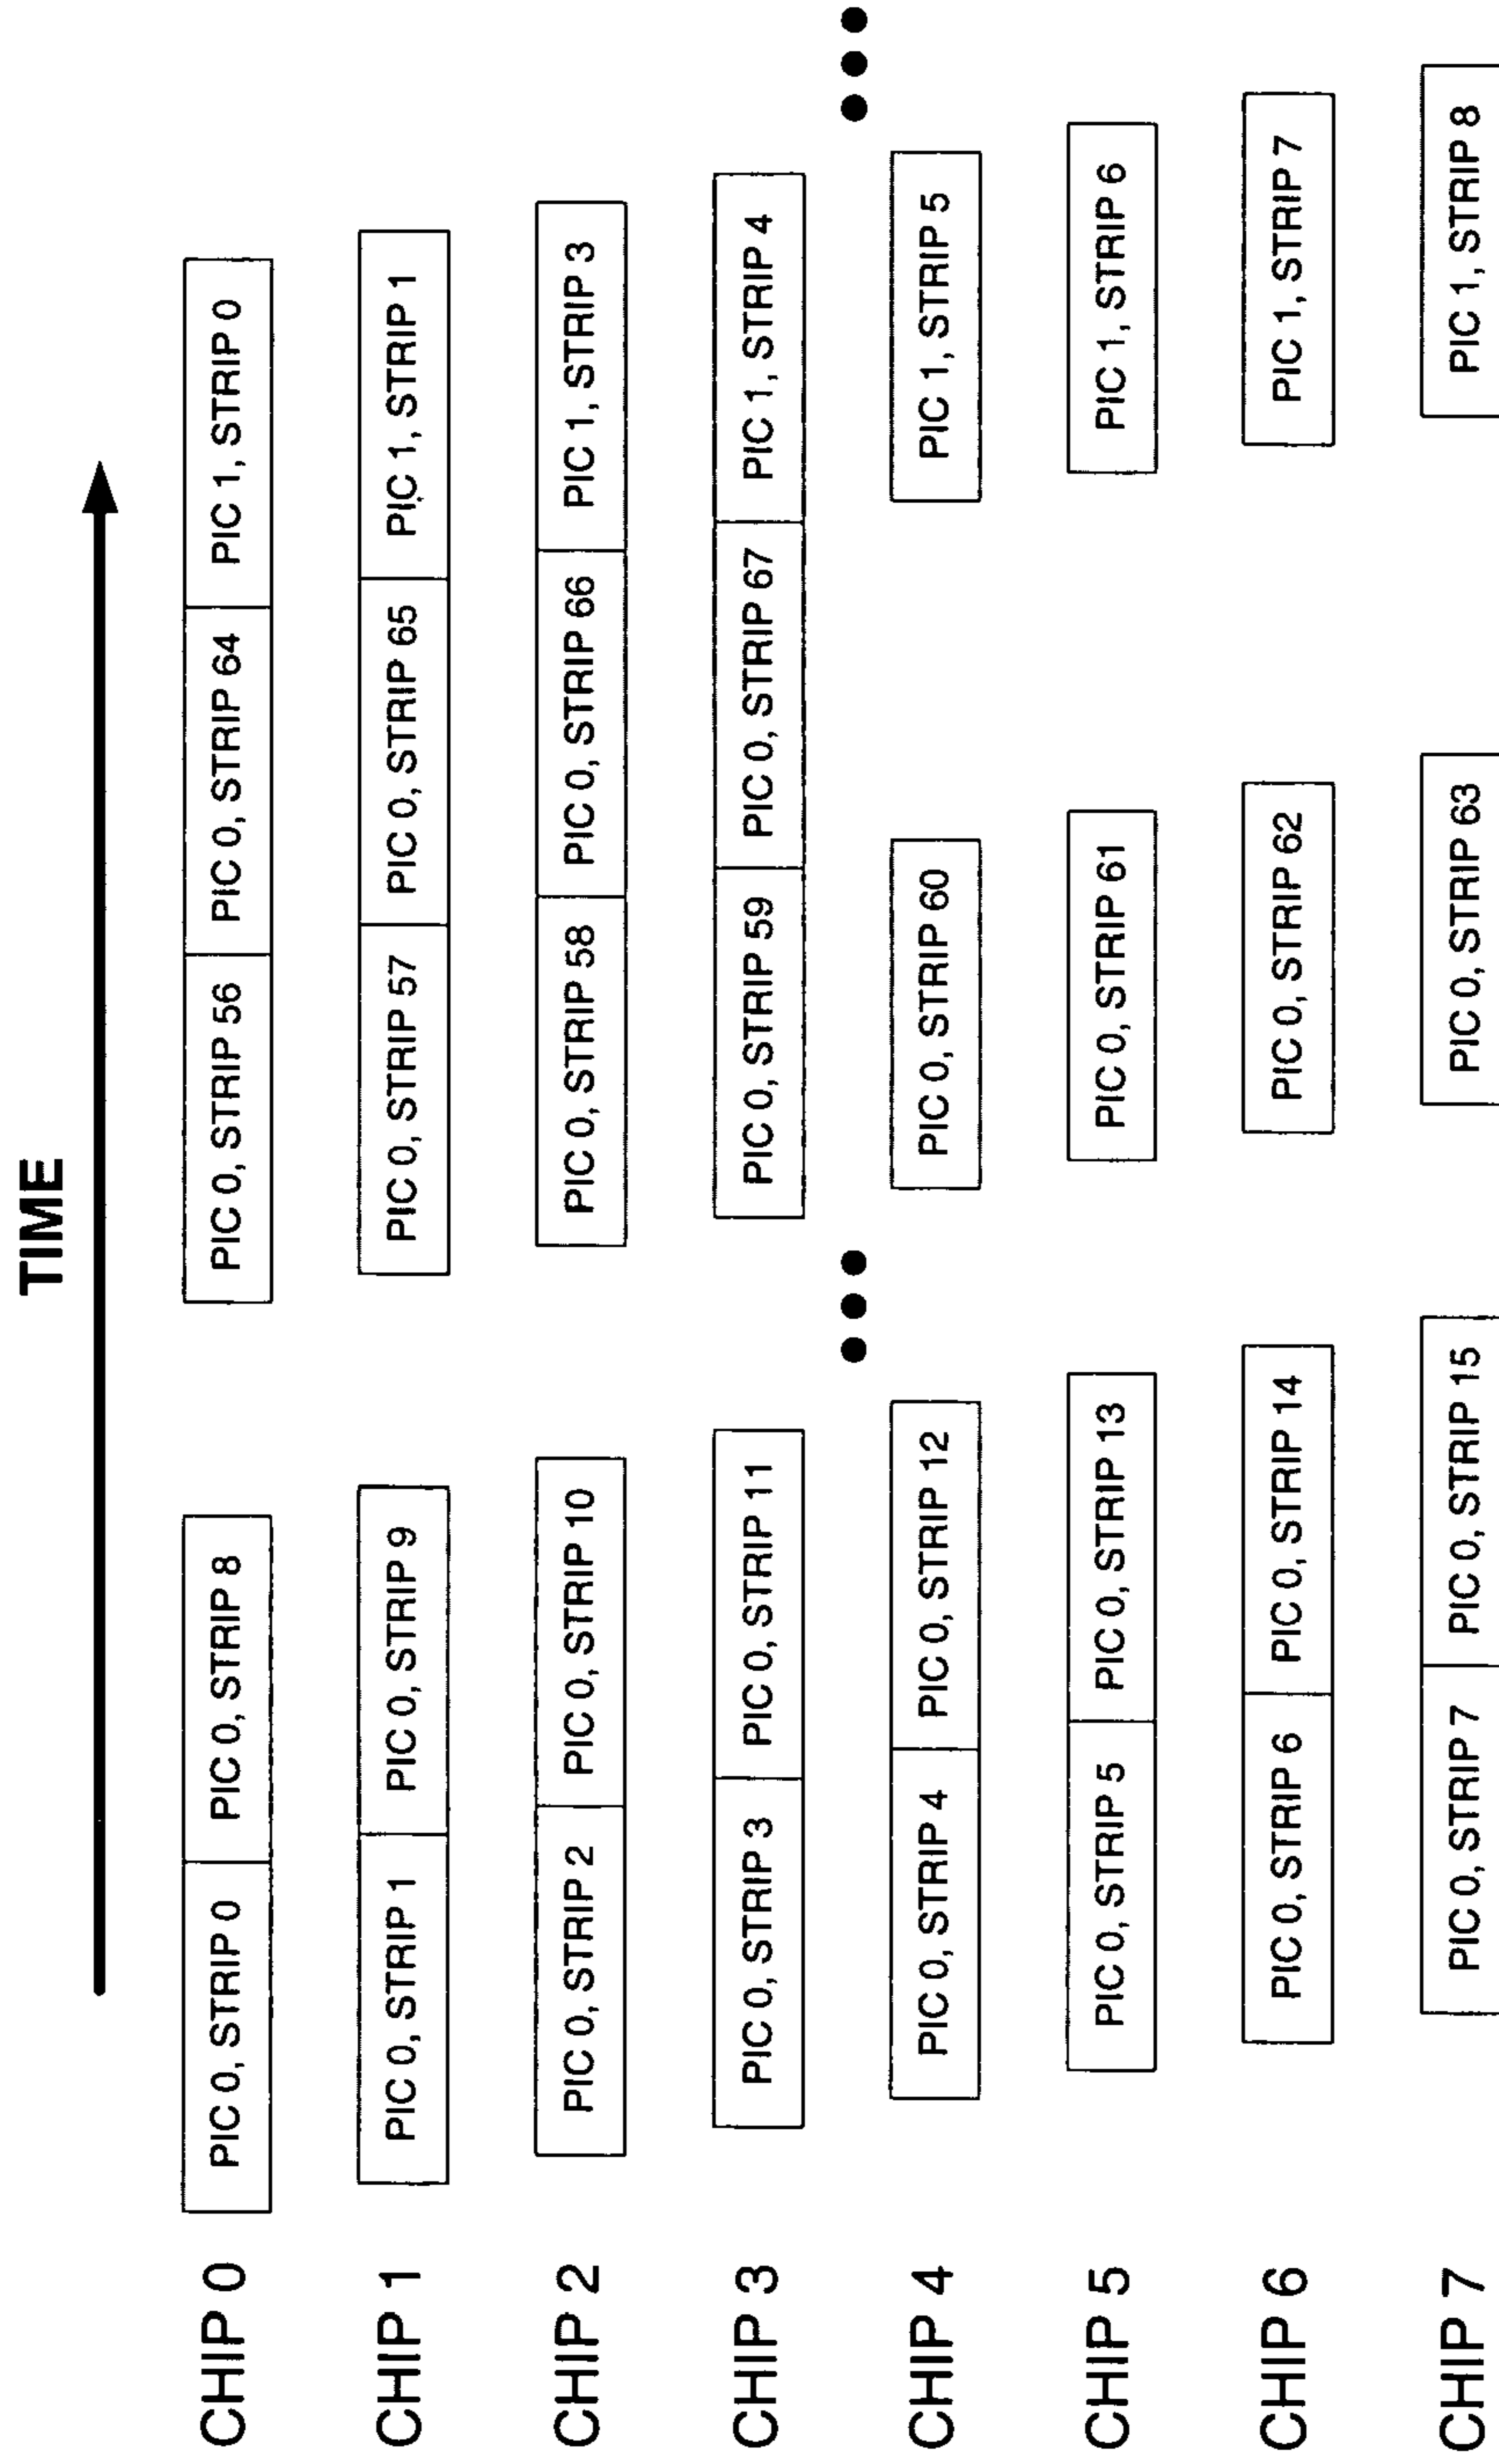 TIME
CHIP 0
PIC 0, STRIP 0
PIC 0, STRIP 8
PIC 0, STRIP 56
PIC 0, STRIP 64
PIC 1, STRIP 0
CHIP 1
PIC 0, STRIP 1
PIC 0, STRIP 9
PIC 0, STRIP 57
PIC 0, STRIP 65
PIC 1, STRIP 1
CHIP 2
PIC 0, STRIP 2
PIC 0, STRIP 10
PIC 0, STRIP 58
PIC 0, STRIP 66
PIC 1, STRIP 3
CHIP 3
PIC 0, STRIP 3
PIC 0, STRIP 11
PIC 0, STRIP 59
PIC 0, STRIP 67
PIC 1, STRIP 4
CHIP 4
PIC 0, STRIP 4
PIC 0, STRIP 12
PIC 0, STRIP 60
PIC 1, STRIP 5
CHIP 5
PIC 0, STRIP 5
PIC 0, STRIP 13
PIC 0, STRIP 61
PIC 1, STRIP 6
CHIP 6
PIC 0, STRIP 6
PIC 0, STRIP 14
PIC 0, STRIP 62
PIC 1, STRIP 7
CHIP 7
PIC 0, STRIP 7
PIC 0, STRIP 15
PIC 0, STRIP 63
PIC 1, STRIP 8